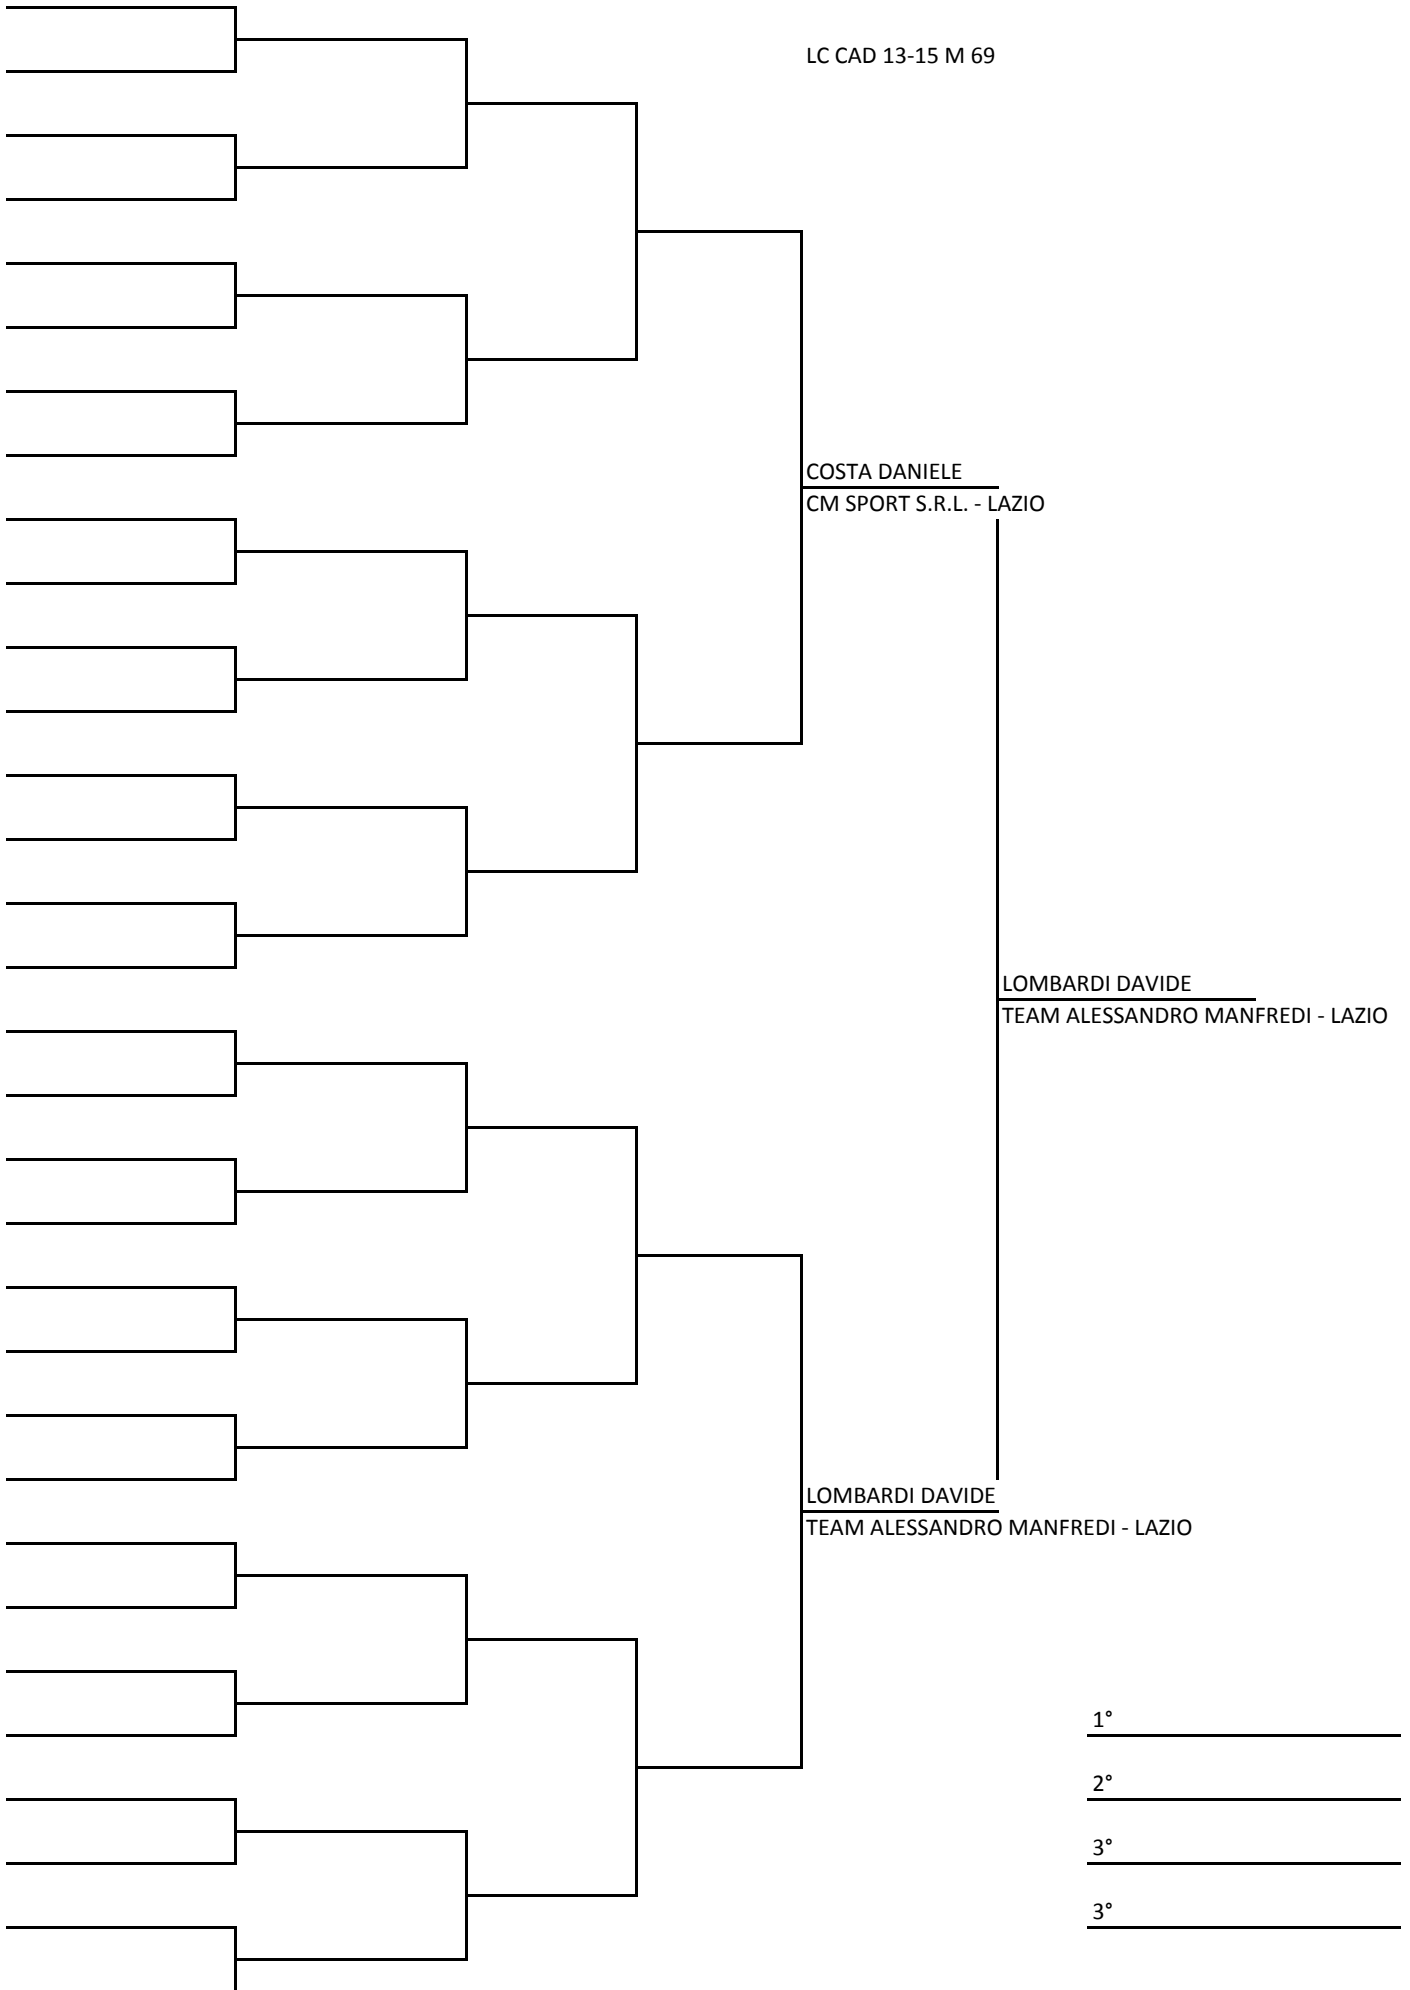 LC CAD 13-15 M 69
COSTA DANIELE
CM SPORT S.R.L. - LAZIO
LOMBARDI DAVIDE
TEAM ALESSANDRO MANFREDI - LAZIO
LOMBARDI DAVIDE
TEAM ALESSANDRO MANFREDI - LAZIO
1°
2°
3°
3°